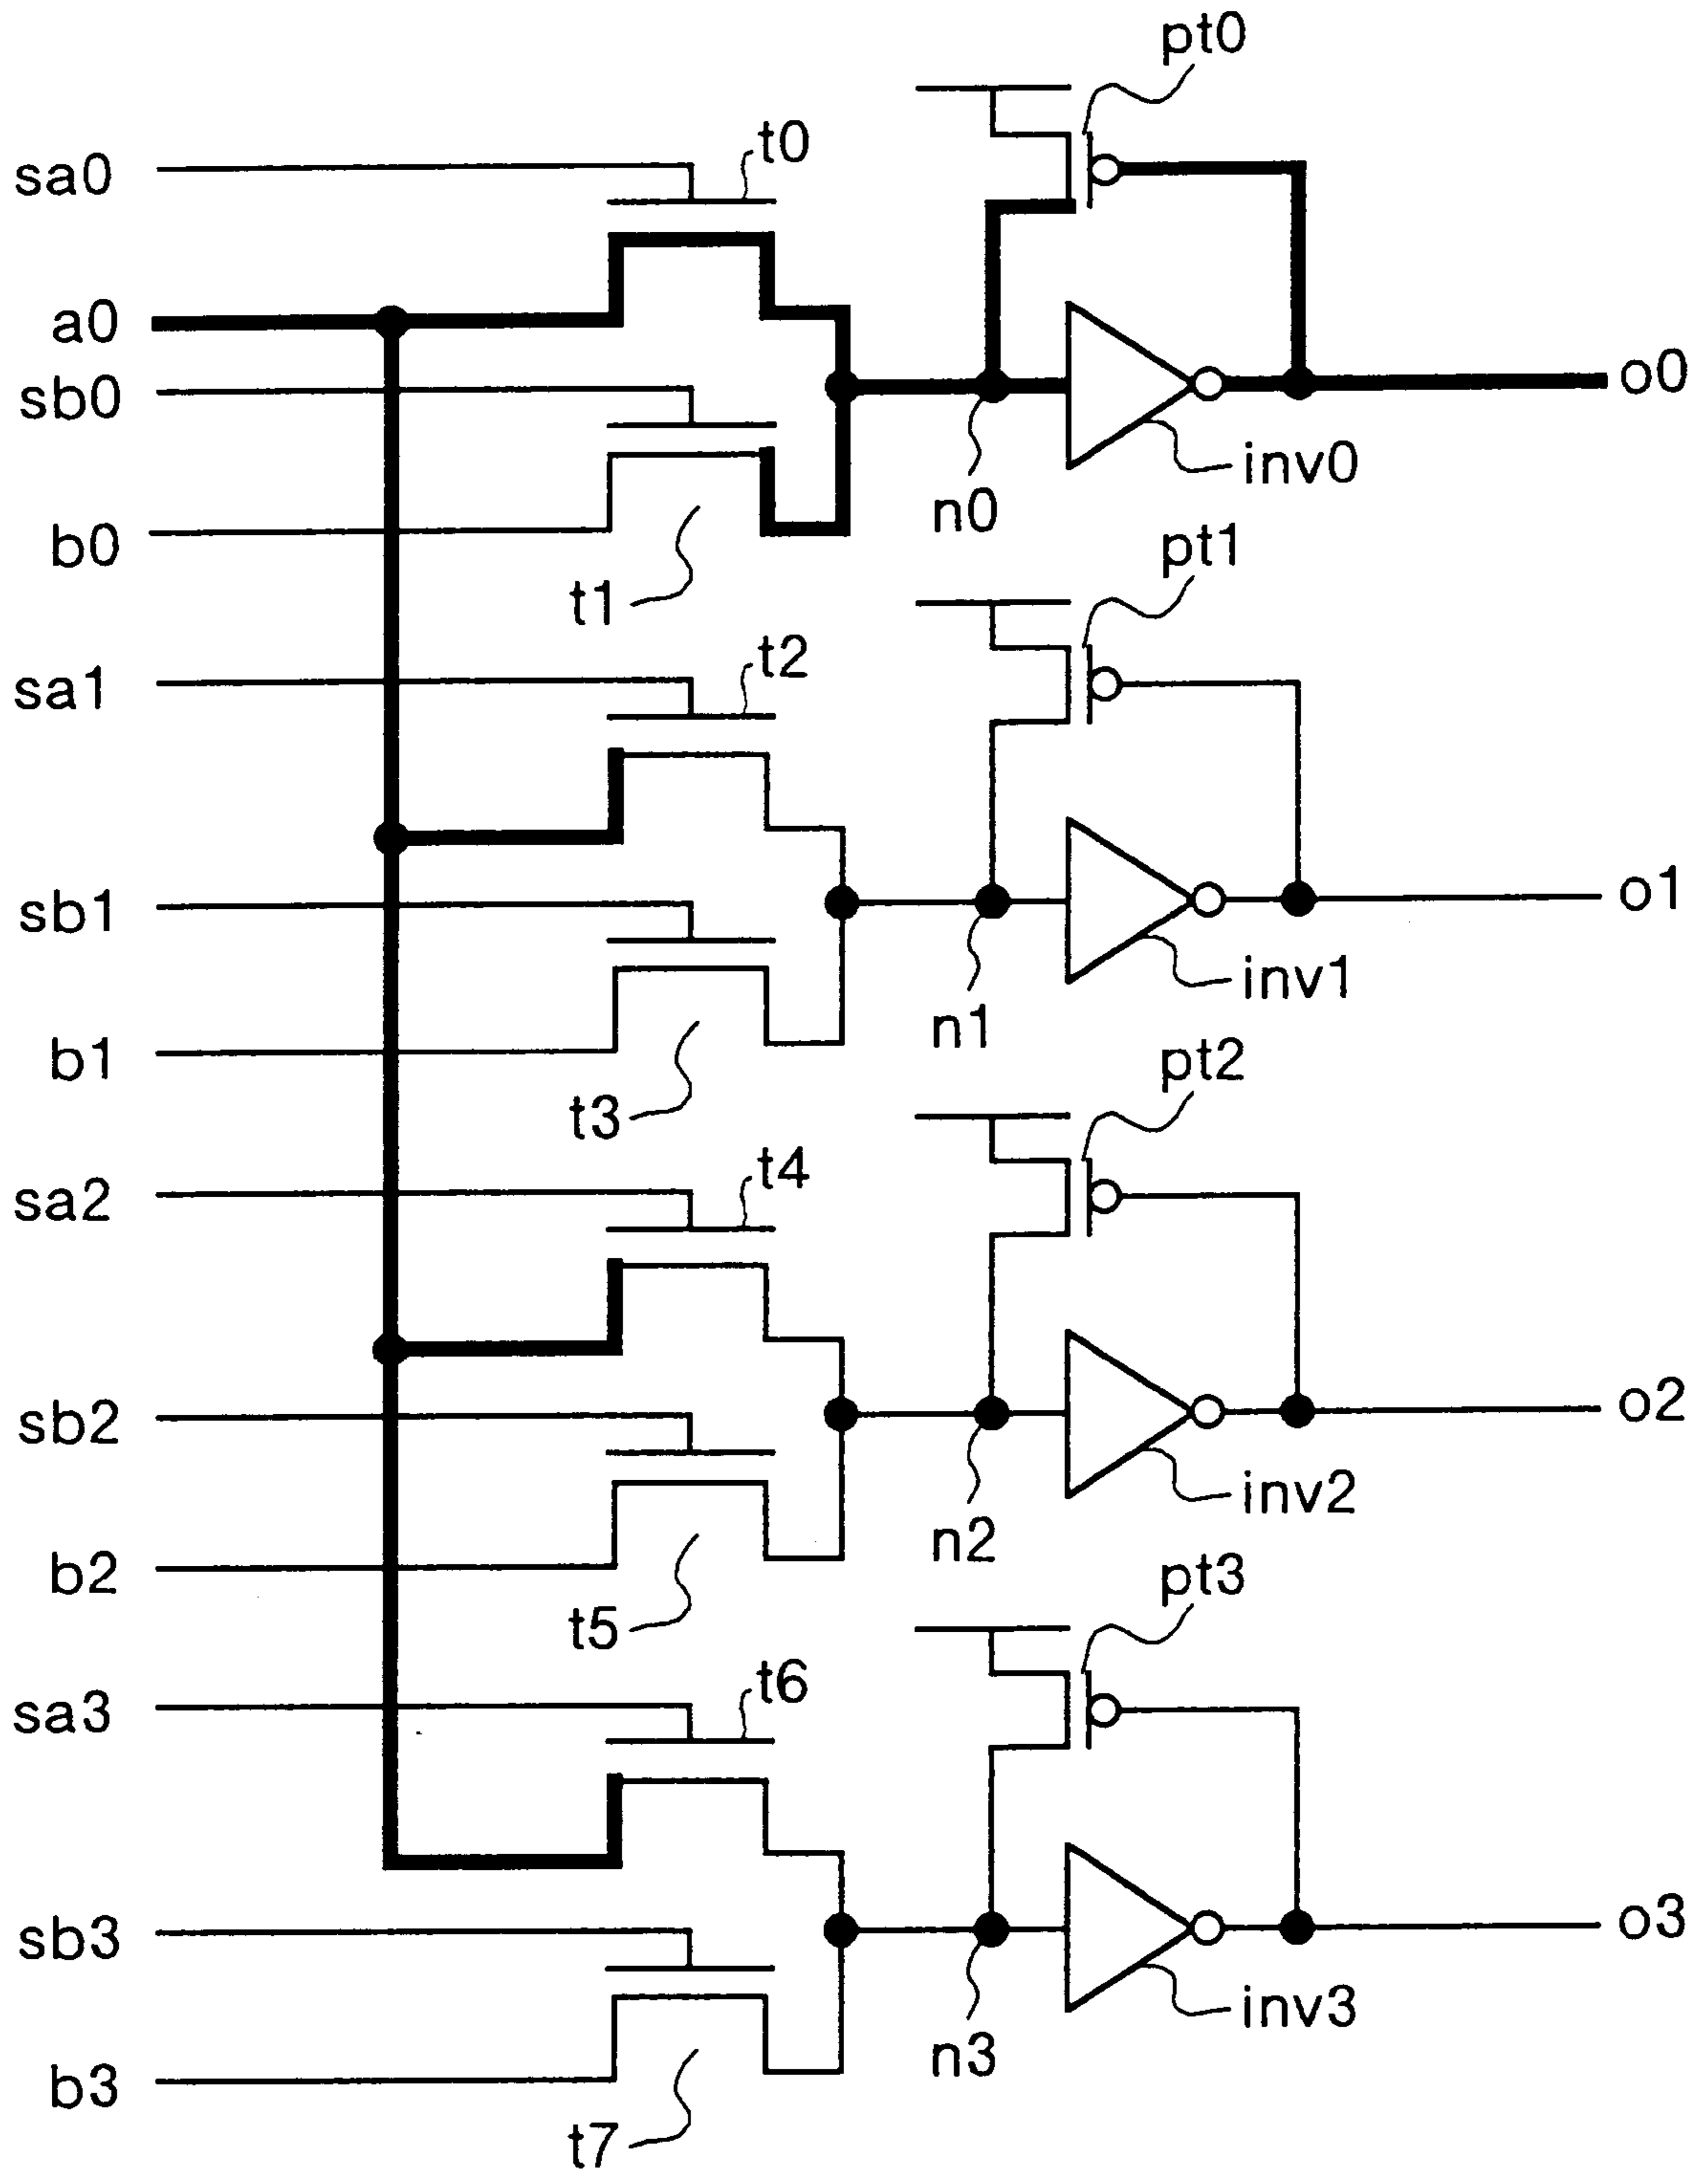 pt0
t0
sa0
a0
sb0
o0
inv0
n0
b0
pt1
t1
t2
sa1
o1
sb1
inv1
n1
b1
pt2
t3
t4
sa2
o2
sb2
inv2
n2
b2
pt3
t5
t6
sa3
o3
sb3
inv3
n3
b3
t7